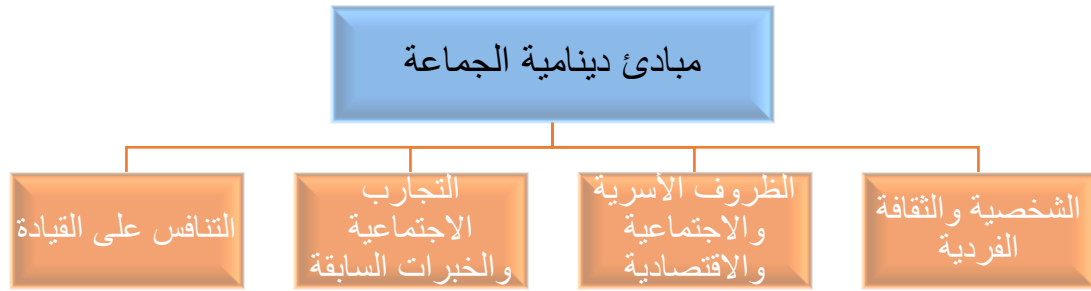 مبادئ دينامية الجماعة
الشخصية والثقافة
الفردية
الظروف الأسرية
والاجتماعية
والاقتصادية
التجارب
الاجتماعية
والخبرات السابقة
التنافس على القيادة